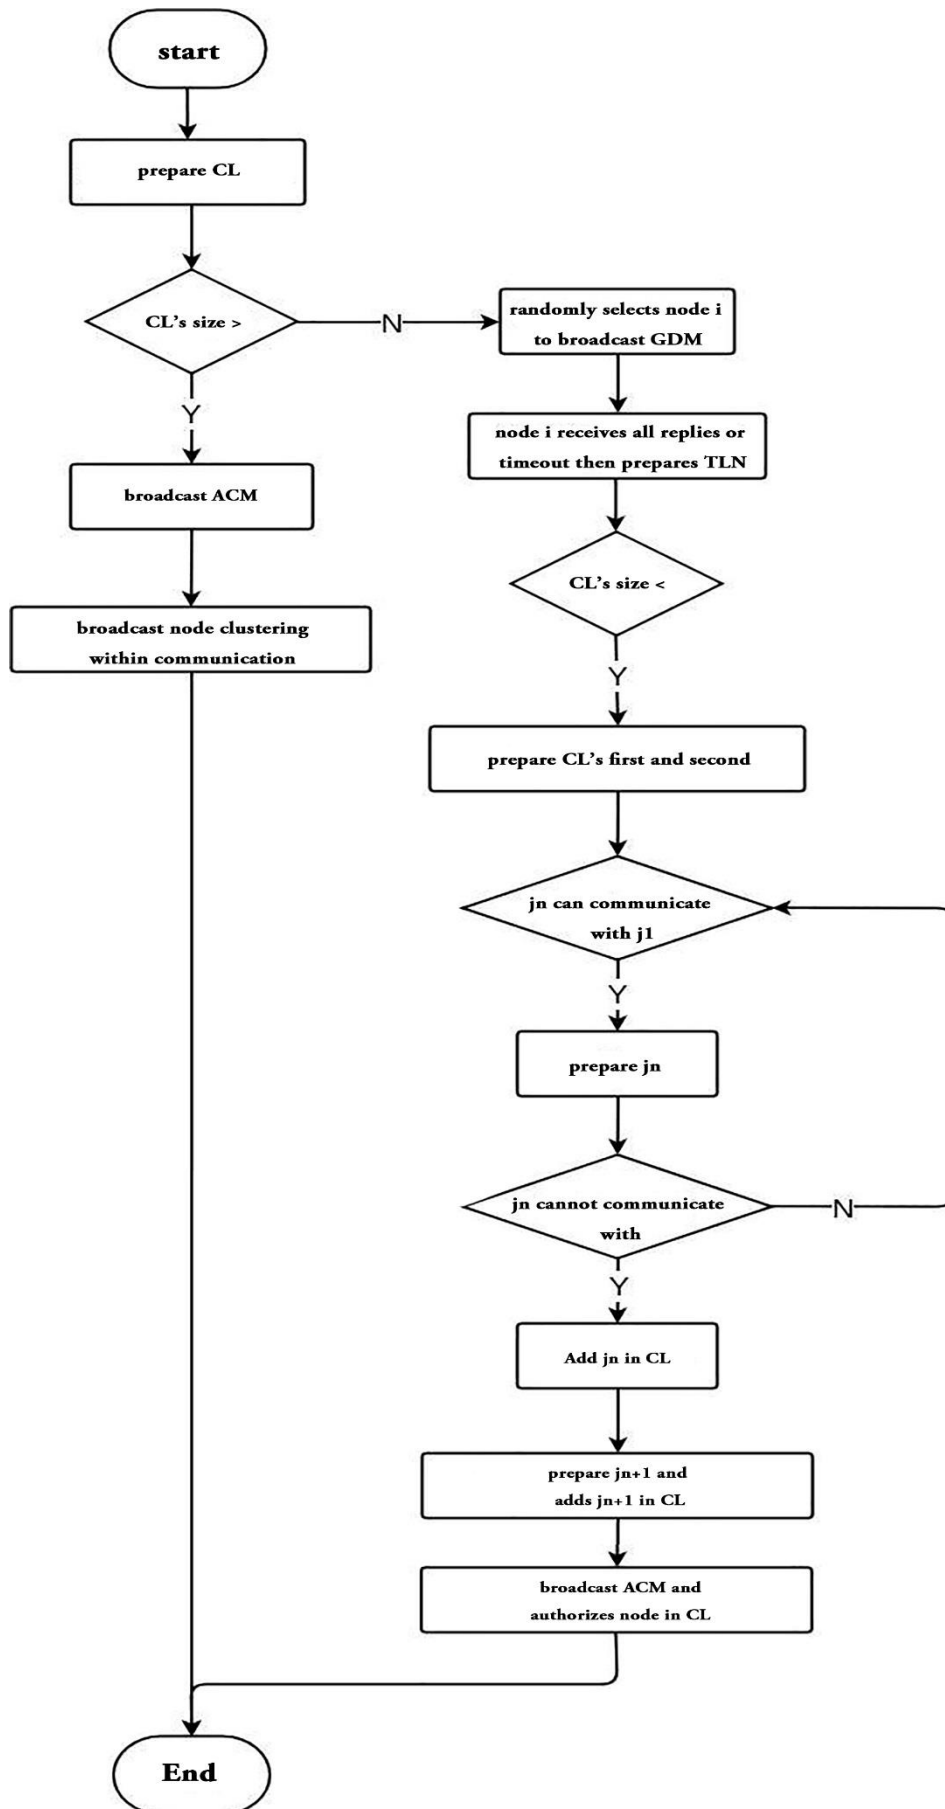 start
prepare CL
CL's size >
N
randomly selects node i
to broadcast GDM
Y
node i receives all replies or
timeout then prepares TLN
broadcast ACM
CL's size <
broadcast node clustering
within communication
Y
prepare CL's first and second
jn can communicate
with j1
Y
prepare jn
jn cannot communicate
with
N
Y
Add jn in CL
prepare jn+1 and
adds jn+1 in CL
broadcast ACM and
authorizes node in CL
End